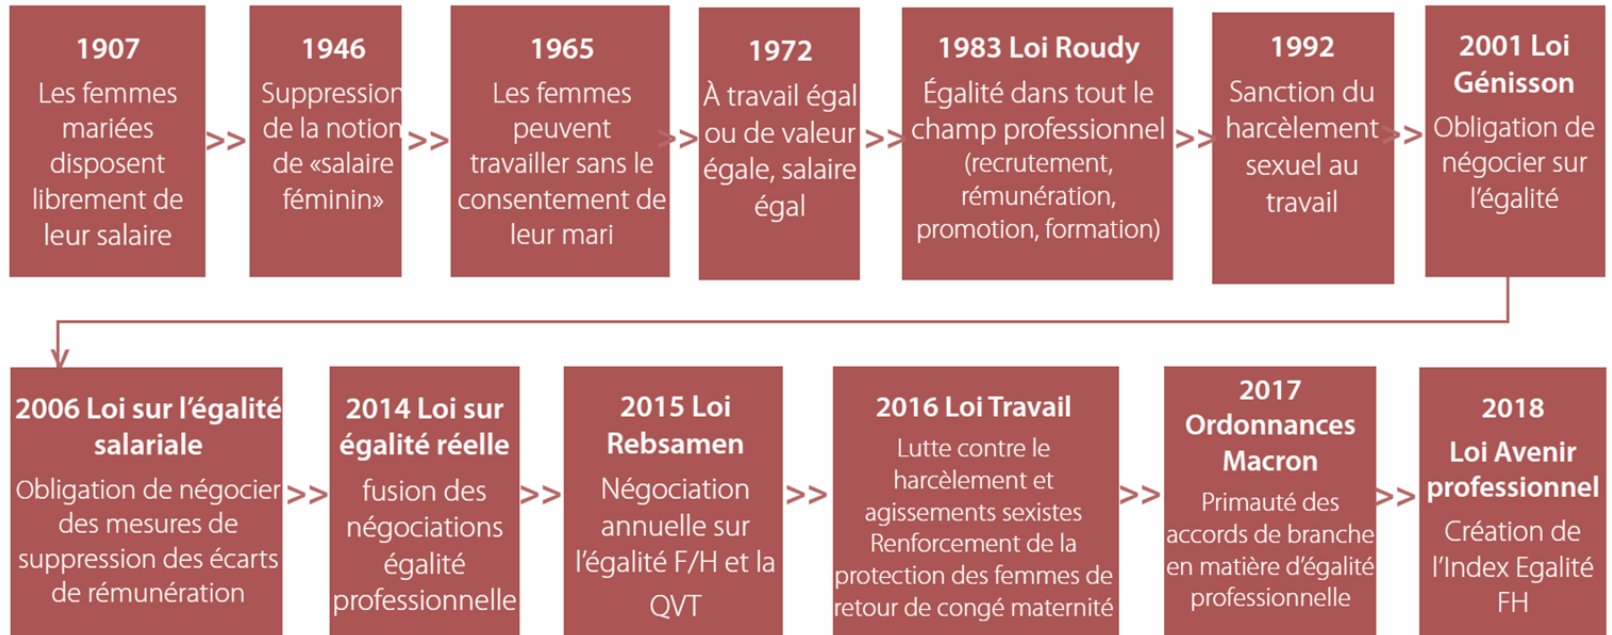 1907
Les femmes
mariées
disposent
librement de
leur salaire
>>
1946
Suppression
de la notion
de «salaire
féminin»
>>
1965
Les femmes
peuvent
travailler sans le
consentement de
leur mari
>>
1972
À travail égal
ou de valeur
égale, salaire
égal
>>
1983 Loi Roudy
Égalité dans tout le
champ professionnel
(recrutement,
rémunération,
promotion, formation)
>>
1992
Sanction du
harcèlement
sexuel au
travail
>>
2001 Loi
Génisson
Obligation de
négocier sur
l’égalité
2006 Loi sur l’égalité
salariale
Obligation de négocier
des mesures de
suppression des écarts
de rémunération
>>
2014 Loi sur
égalité réelle
fusion des
négociations
égalité
professionnelle
>>
2015 Loi
Rebsamen
Négociation
annuelle sur
l’égalité F/H et la
QVT
>>
2016 Loi Travail
Lutte contre le
harcèlement et
agissements sexistes
Renforcement de la
protection des femmes de
retour de congé maternité
>>
2017
Ordonnances
Macron
Primauté des
accords de branche
en matière d’égalité
professionnelle
>>
2018
Loi Avenir
professionnel
Création de
l’Index Egalité
FH